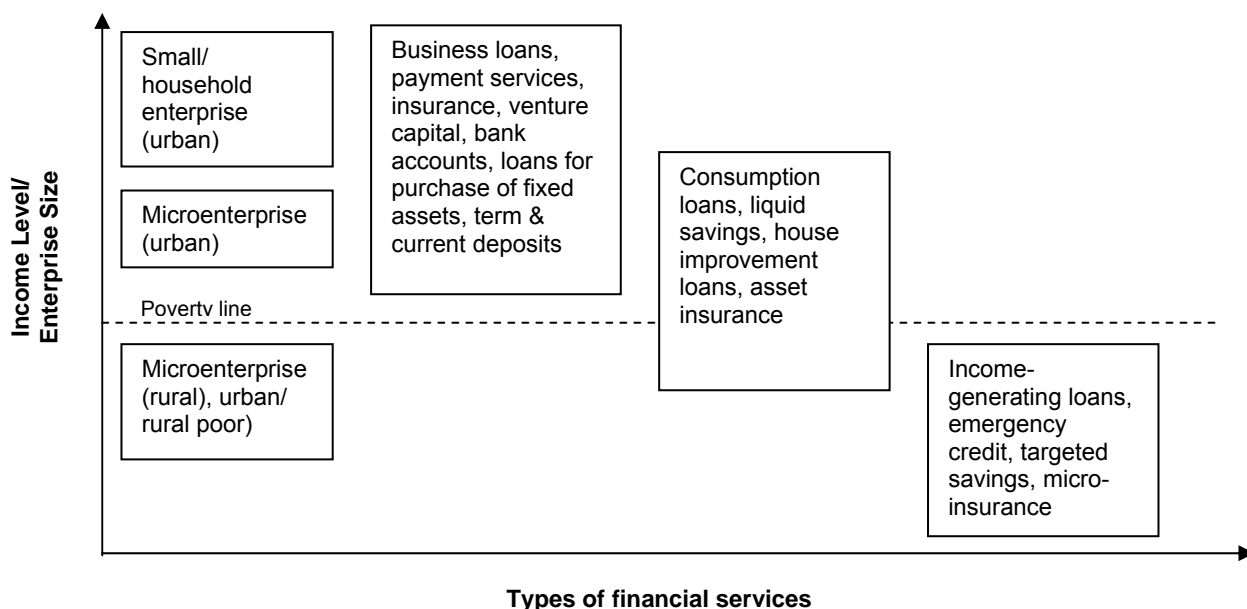 Income Level/
Enterprise Size
Small/
household
enterprise
(urban)
Microenterprise
(urban)
Poverty line
Microenterprise
(rural), urban/
rural poor)
Business loans,
payment services,
insurance, venture
capital, bank
accounts, loans for
purchase of fixed
assets, term &
current deposits
Consumption
loans, liquid
savings, house
improvement
loans, asset
insurance
Income-
generating loans,
emergency
credit, targeted
savings, micro-
insurance
Types of financial services